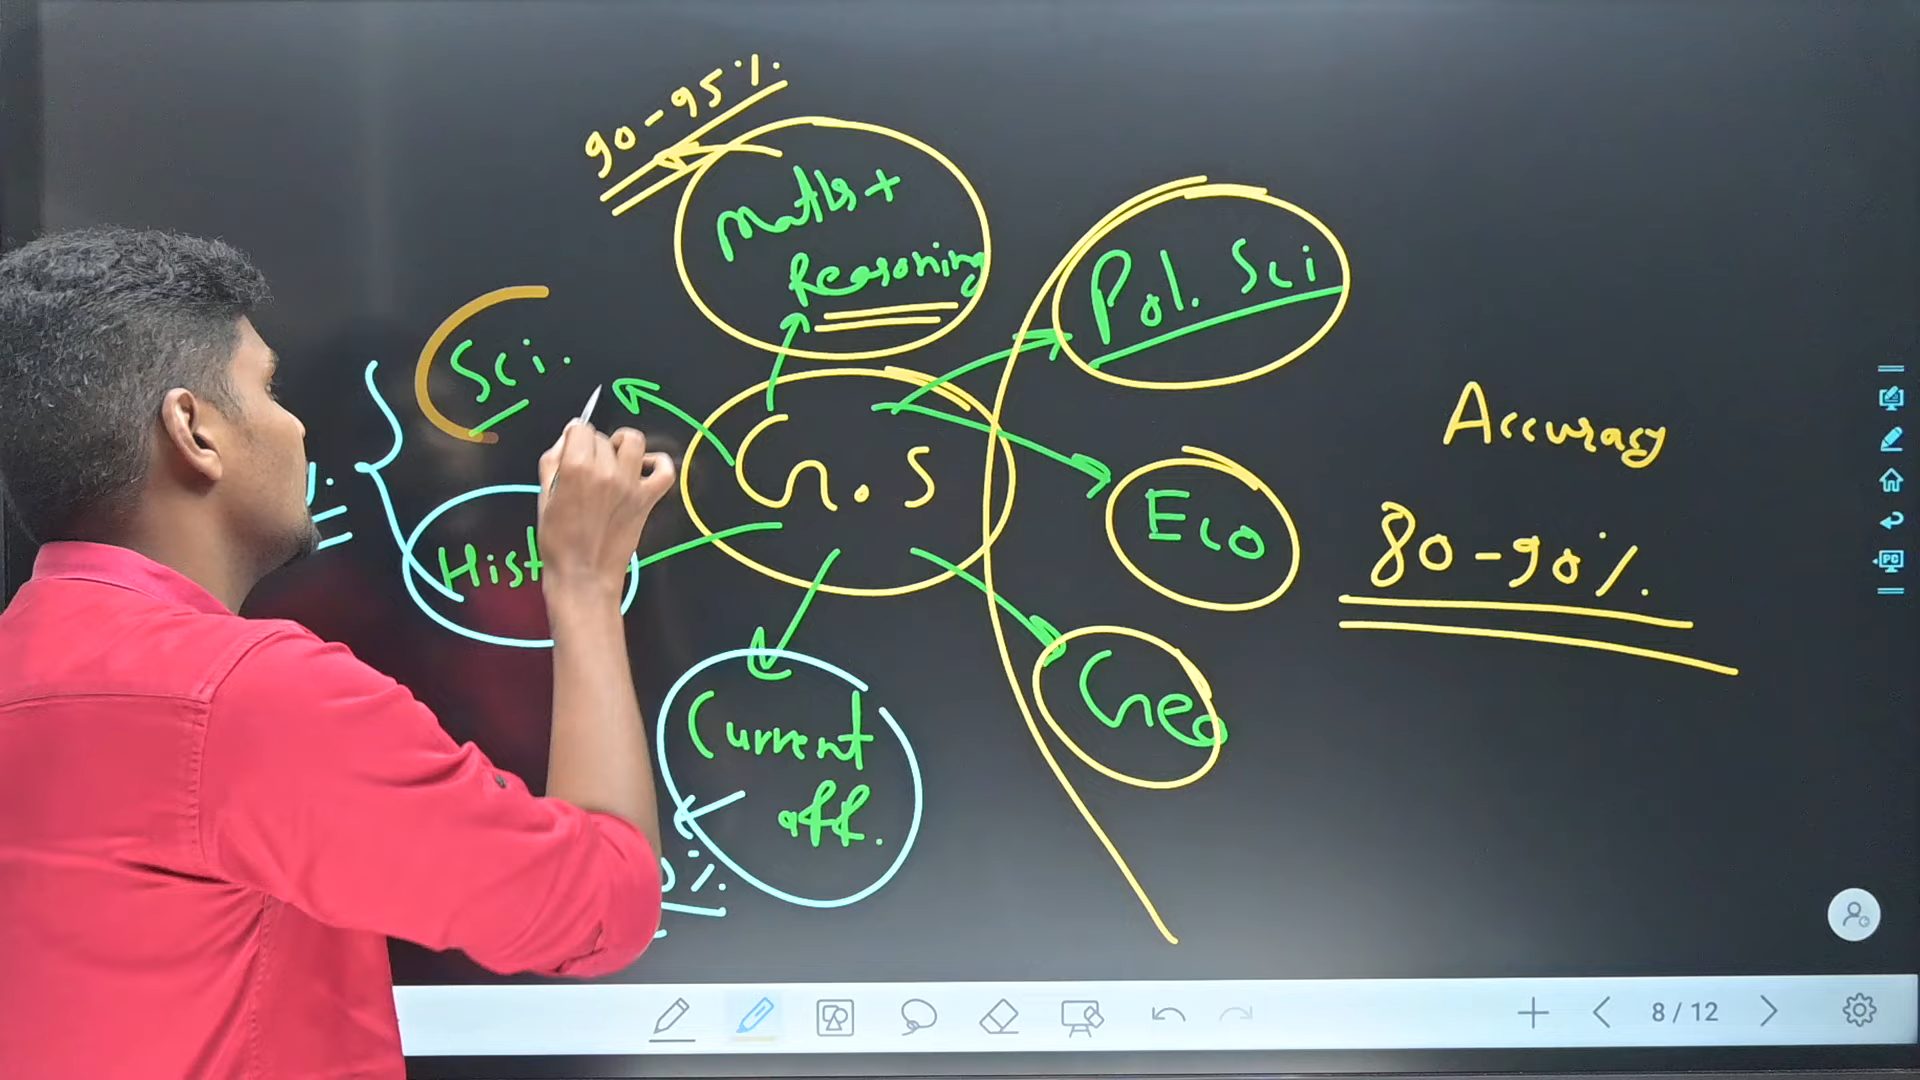 90-95%
Maths+
Reasoning
Pol. Sci
Sci.
G.S
Accuracy
Eco
80-90%
Hist
Geo
Current
aff.
8 / 12